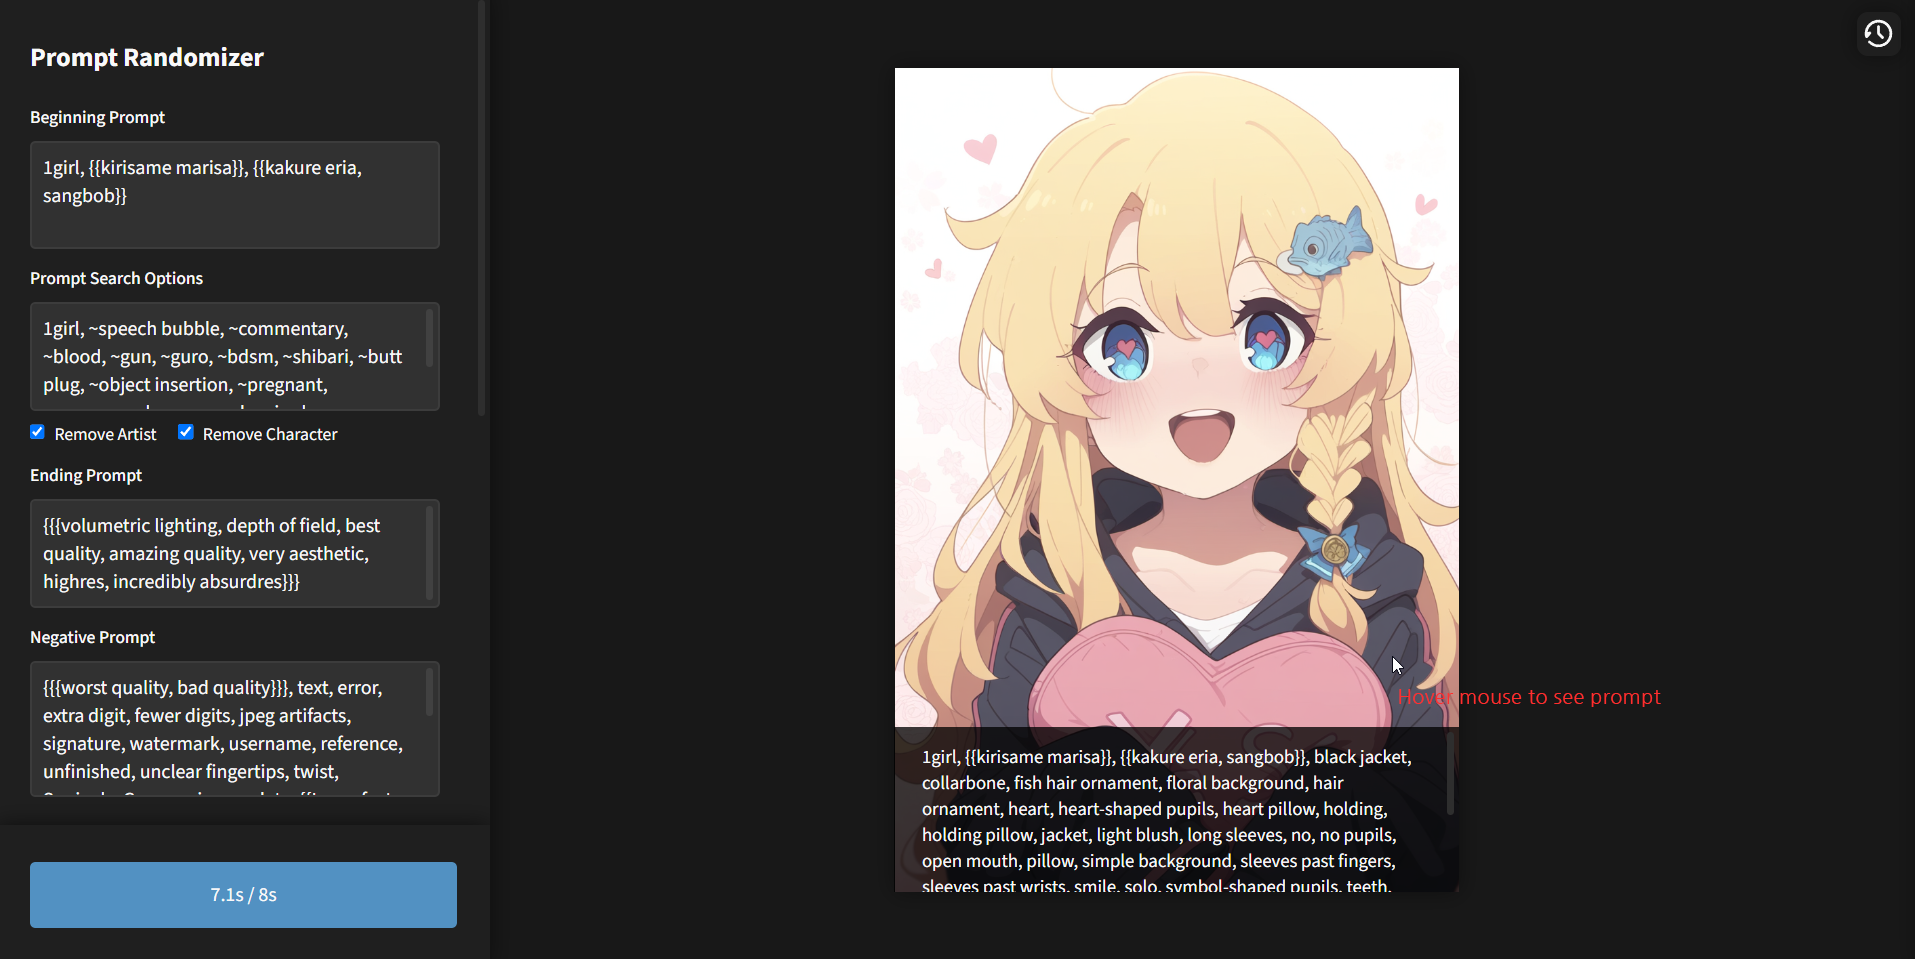 Prompt Randomizer
Beginning Prompt
1girl, {{kirisame marisa}}, {{kakure eria,
sangbob}}
Prompt Search Options
1girl, ~speech bubble, ~commentary,
~blood, ~gun, ~guro, ~bdsm, ~shibari, ~butt
plug, ~object insertion, ~pregnant,
Remove Artist Remove Character
Ending Prompt
{{{volumetric lighting, depth of field, best
quality, amazing quality, very aesthetic,
highres, incredibly absurdres}}}
Negative Prompt
{{{worst quality, bad quality}}}, text, error,
extra digit, fewer digits, jpeg artifacts,
signature, watermark, username, reference,
unfinished, unclear fingertips, twist,
7.1s / 8s
Hover mouse to see prompt
1girl, {{kirisame marisa}}, {{kakure eria, sangbob}}, black jacket,
collarbone, fish hair ornament, floral background, hair
ornament, heart, heart-shaped pupils, heart pillow, holding,
holding pillow, jacket, light blush, long sleeves, no, no pupils,
open mouth, pillow, simple background, sleeves past fingers,
sleeves past wrists, smile, solo, symbol-shaped pupils, teeth,